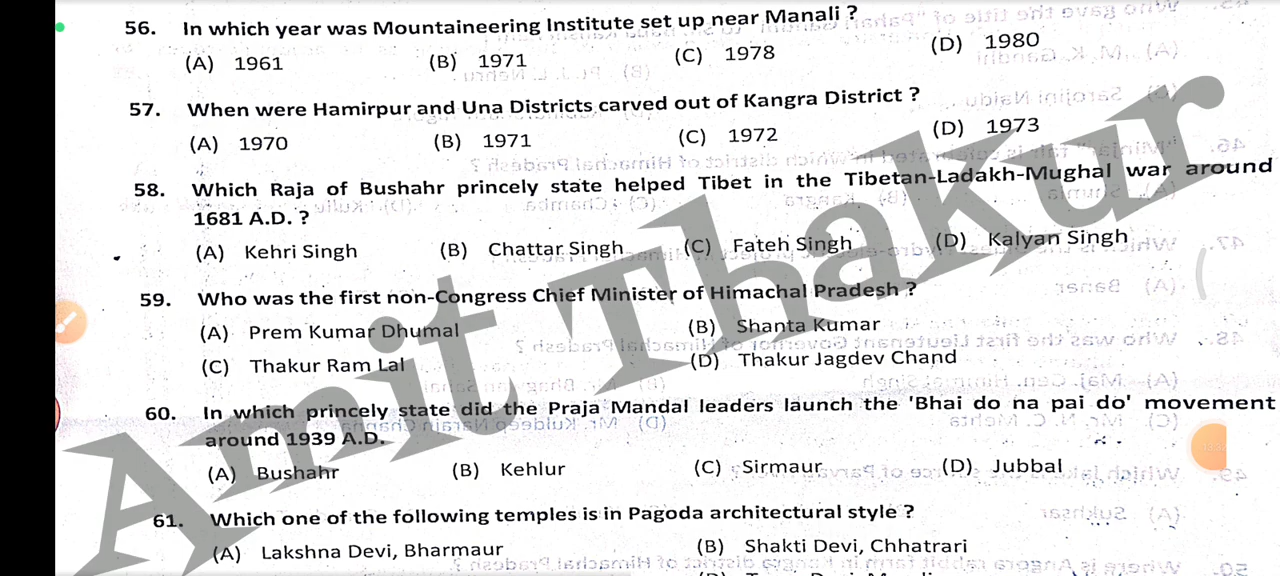 56. In which year was Mountaineering Institute set up near Manali ?
(A) 1961 (B) 1971 (C) 1978 (D) 1980
57. When were Hamirpur and Una Districts carved out of Kangra District ?
(A) 1970 (B) 1971 (C) 1972 (D) 1973
58. Which Raja of Bushahr princely state helped Tibet in the Tibetan-Ladakh-Mughal war around
1681 A.D. ?
(A) Kehri Singh (B) Chattar Singh (C) Fateh Singh (D) Kalyan Singh
59. Who was the first non-Congress Chief Minister of Himachal Pradesh ?
(A) Prem Kumar Dhumal (B) Shanta Kumar
(C) Thakur Ram Lal (D) Thakur Jagdev Chand
60. In which princely state did the Praja Mandal leaders launch the 'Bhai do na pai do' movement
around 1939 A.D.
(A) Bushahr (B) Kehlur (C) Sirmaur (D) Jubbal
61. Which one of the following temples is in Pagoda architectural style ?
(A) Lakshna Devi, Bharmaur (B) Shakti Devi, Chhatrari
Amit Thakur